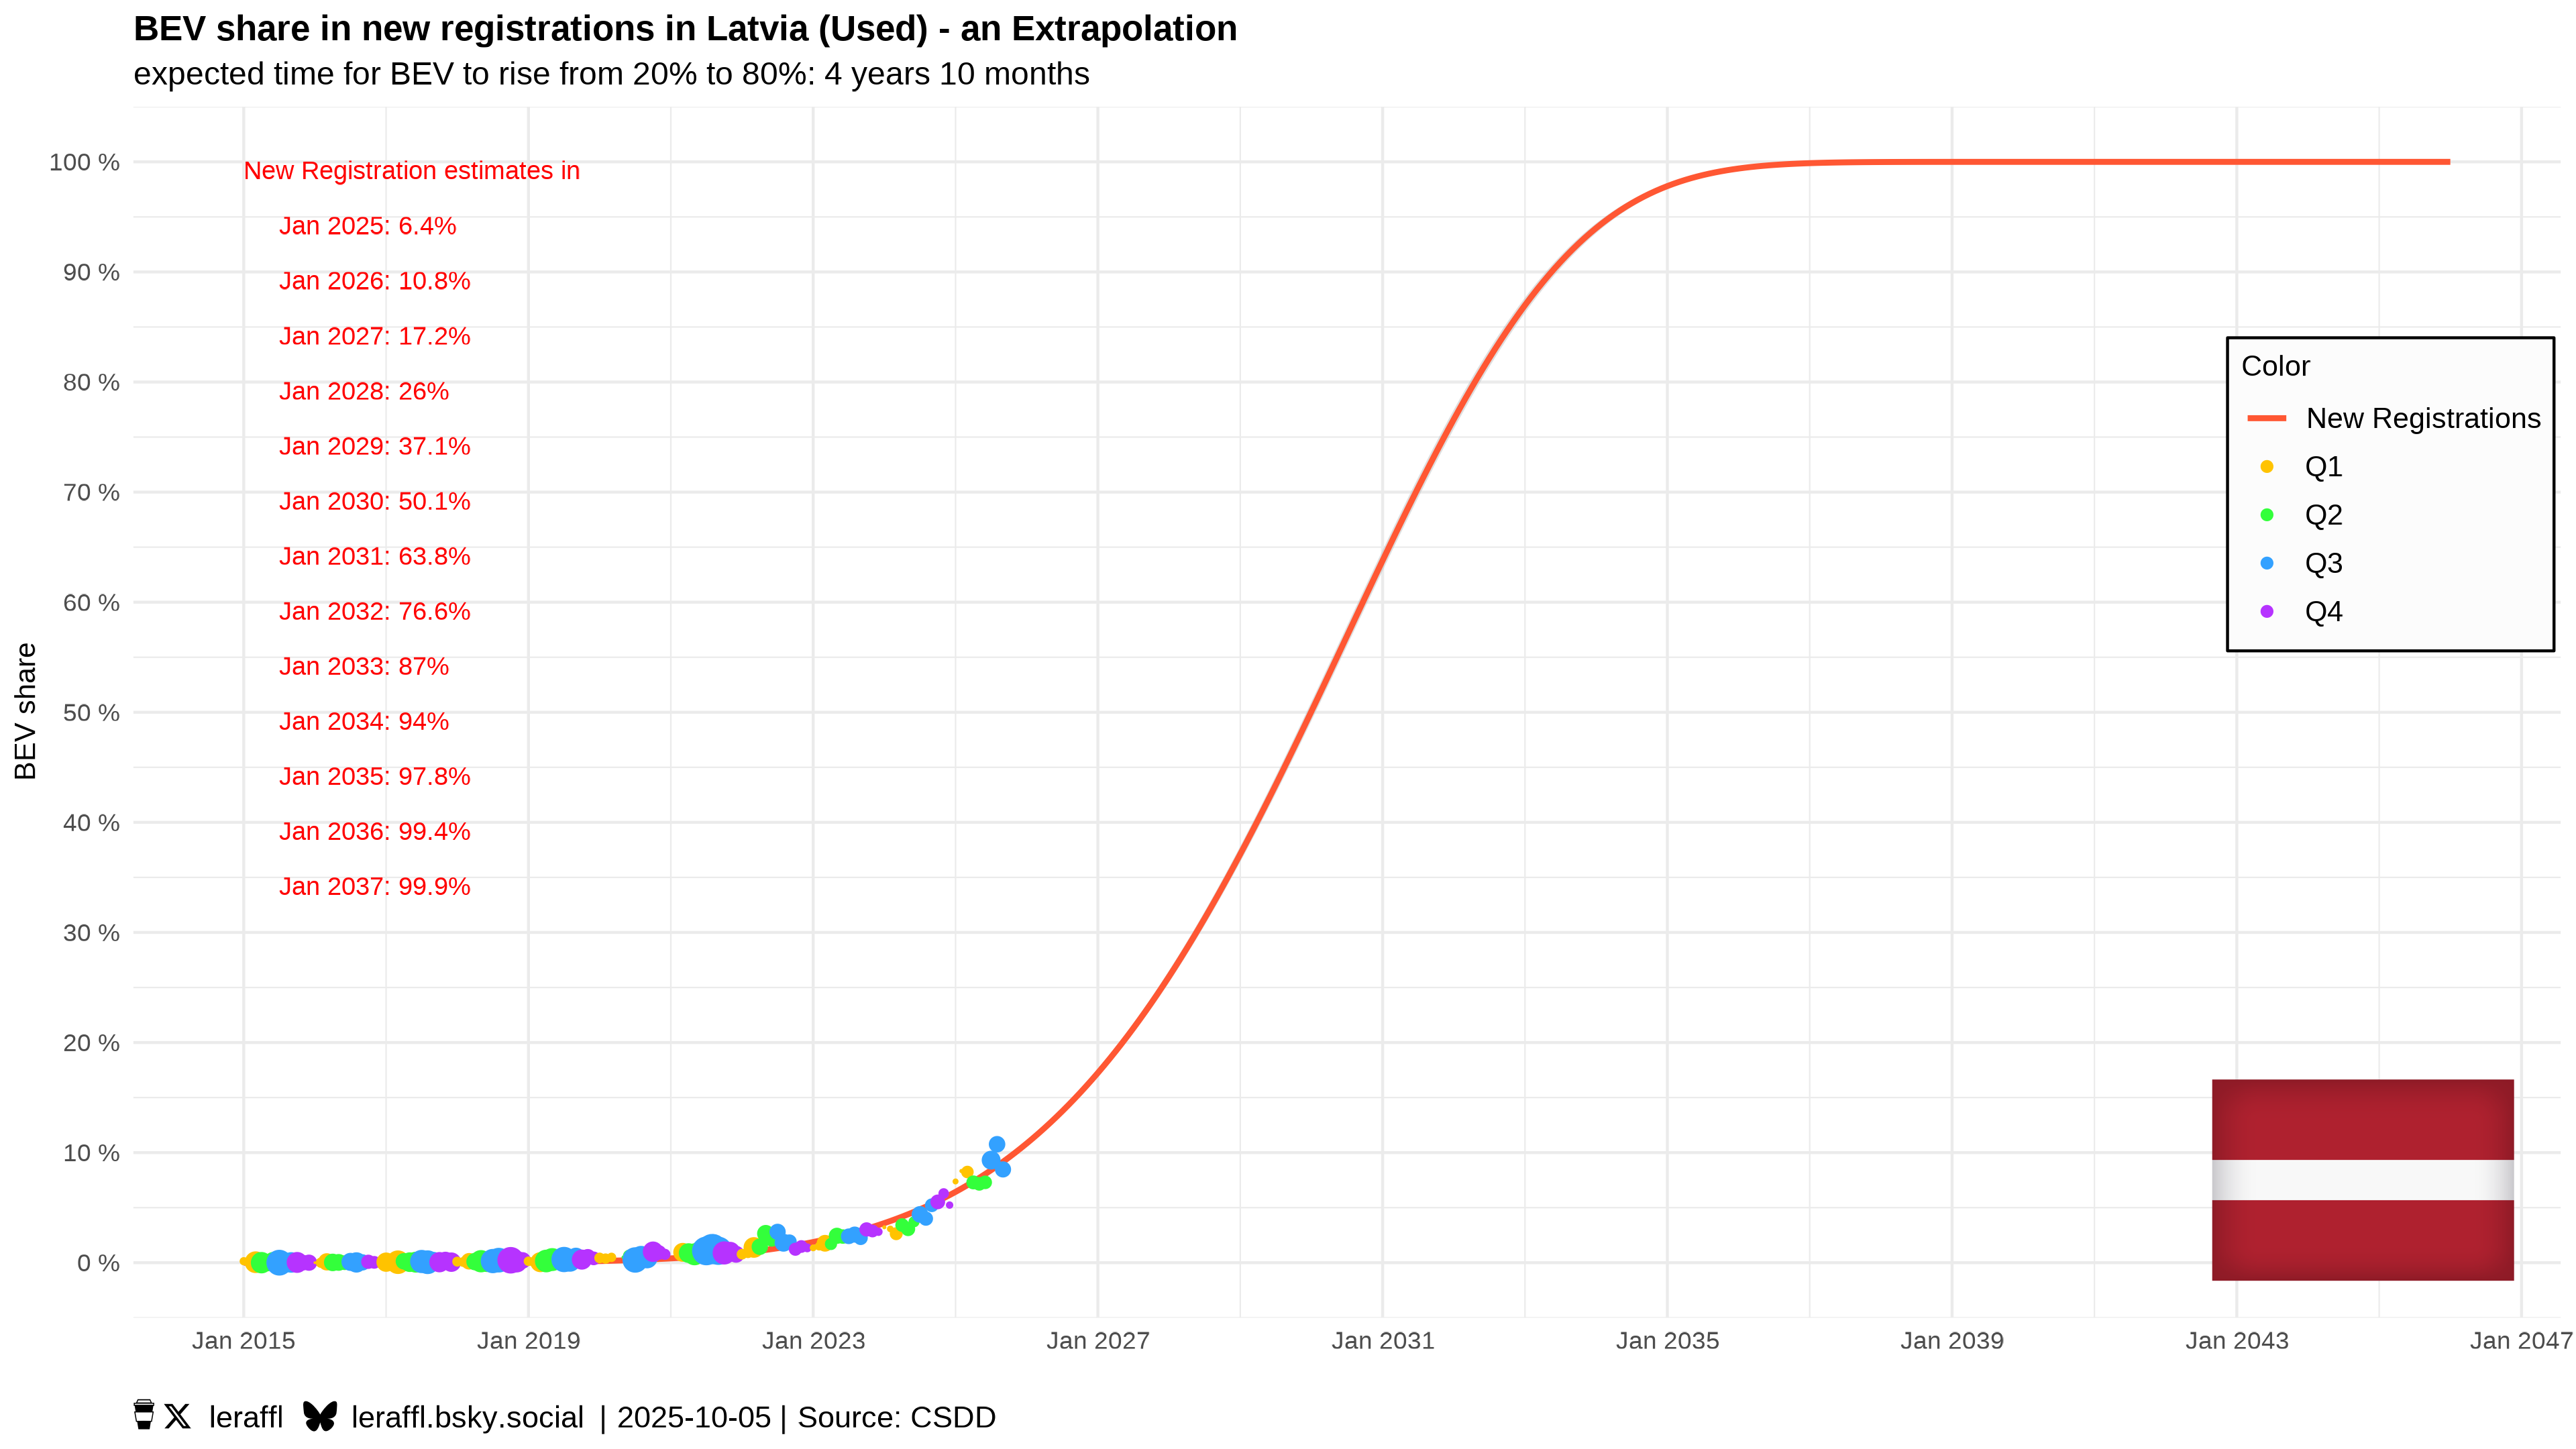 BEV share in new registrations in Latvia (Used) - an Extrapolation
expected time for BEV to rise from 20% to 80%: 4 years 10 months
BEV share
100 %
90 %
80 %
70 %
60 %
50 %
40 %
30 %
20 %
10 %
0 %
New Registration estimates in
Jan 2025: 6.4%
Jan 2026: 10.8%
Jan 2027: 17.2%
Jan 2028: 26%
Jan 2029: 37.1%
Jan 2030: 50.1%
Jan 2031: 63.8%
Jan 2032: 76.6%
Jan 2033: 87%
Jan 2034: 94%
Jan 2035: 97.8%
Jan 2036: 99.4%
Jan 2037: 99.9%
Color
New Registrations
Q1
Q2
Q3
Q4
Jan 2015 Jan 2019 Jan 2023 Jan 2027 Jan 2031 Jan 2035 Jan 2039 Jan 2043 Jan 2047
leraffl leraffl.bsky.social | 2025-10-05 | Source: CSDD